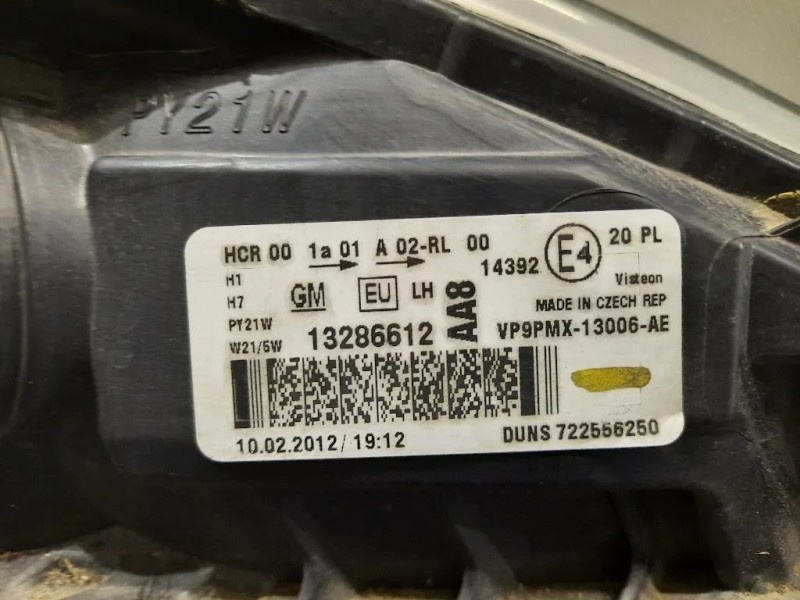 PY21W
HCR 00 1a 01 A 02-RL 00 14392 E4 20 PL
H1 GM EU LH AA8 Visteon
H7 MADE IN CZECH REP
PY21W 13286612 VP9PMX-13006-AE
W21/5W
10.02.2012/ 19:12 DUNS 722556250